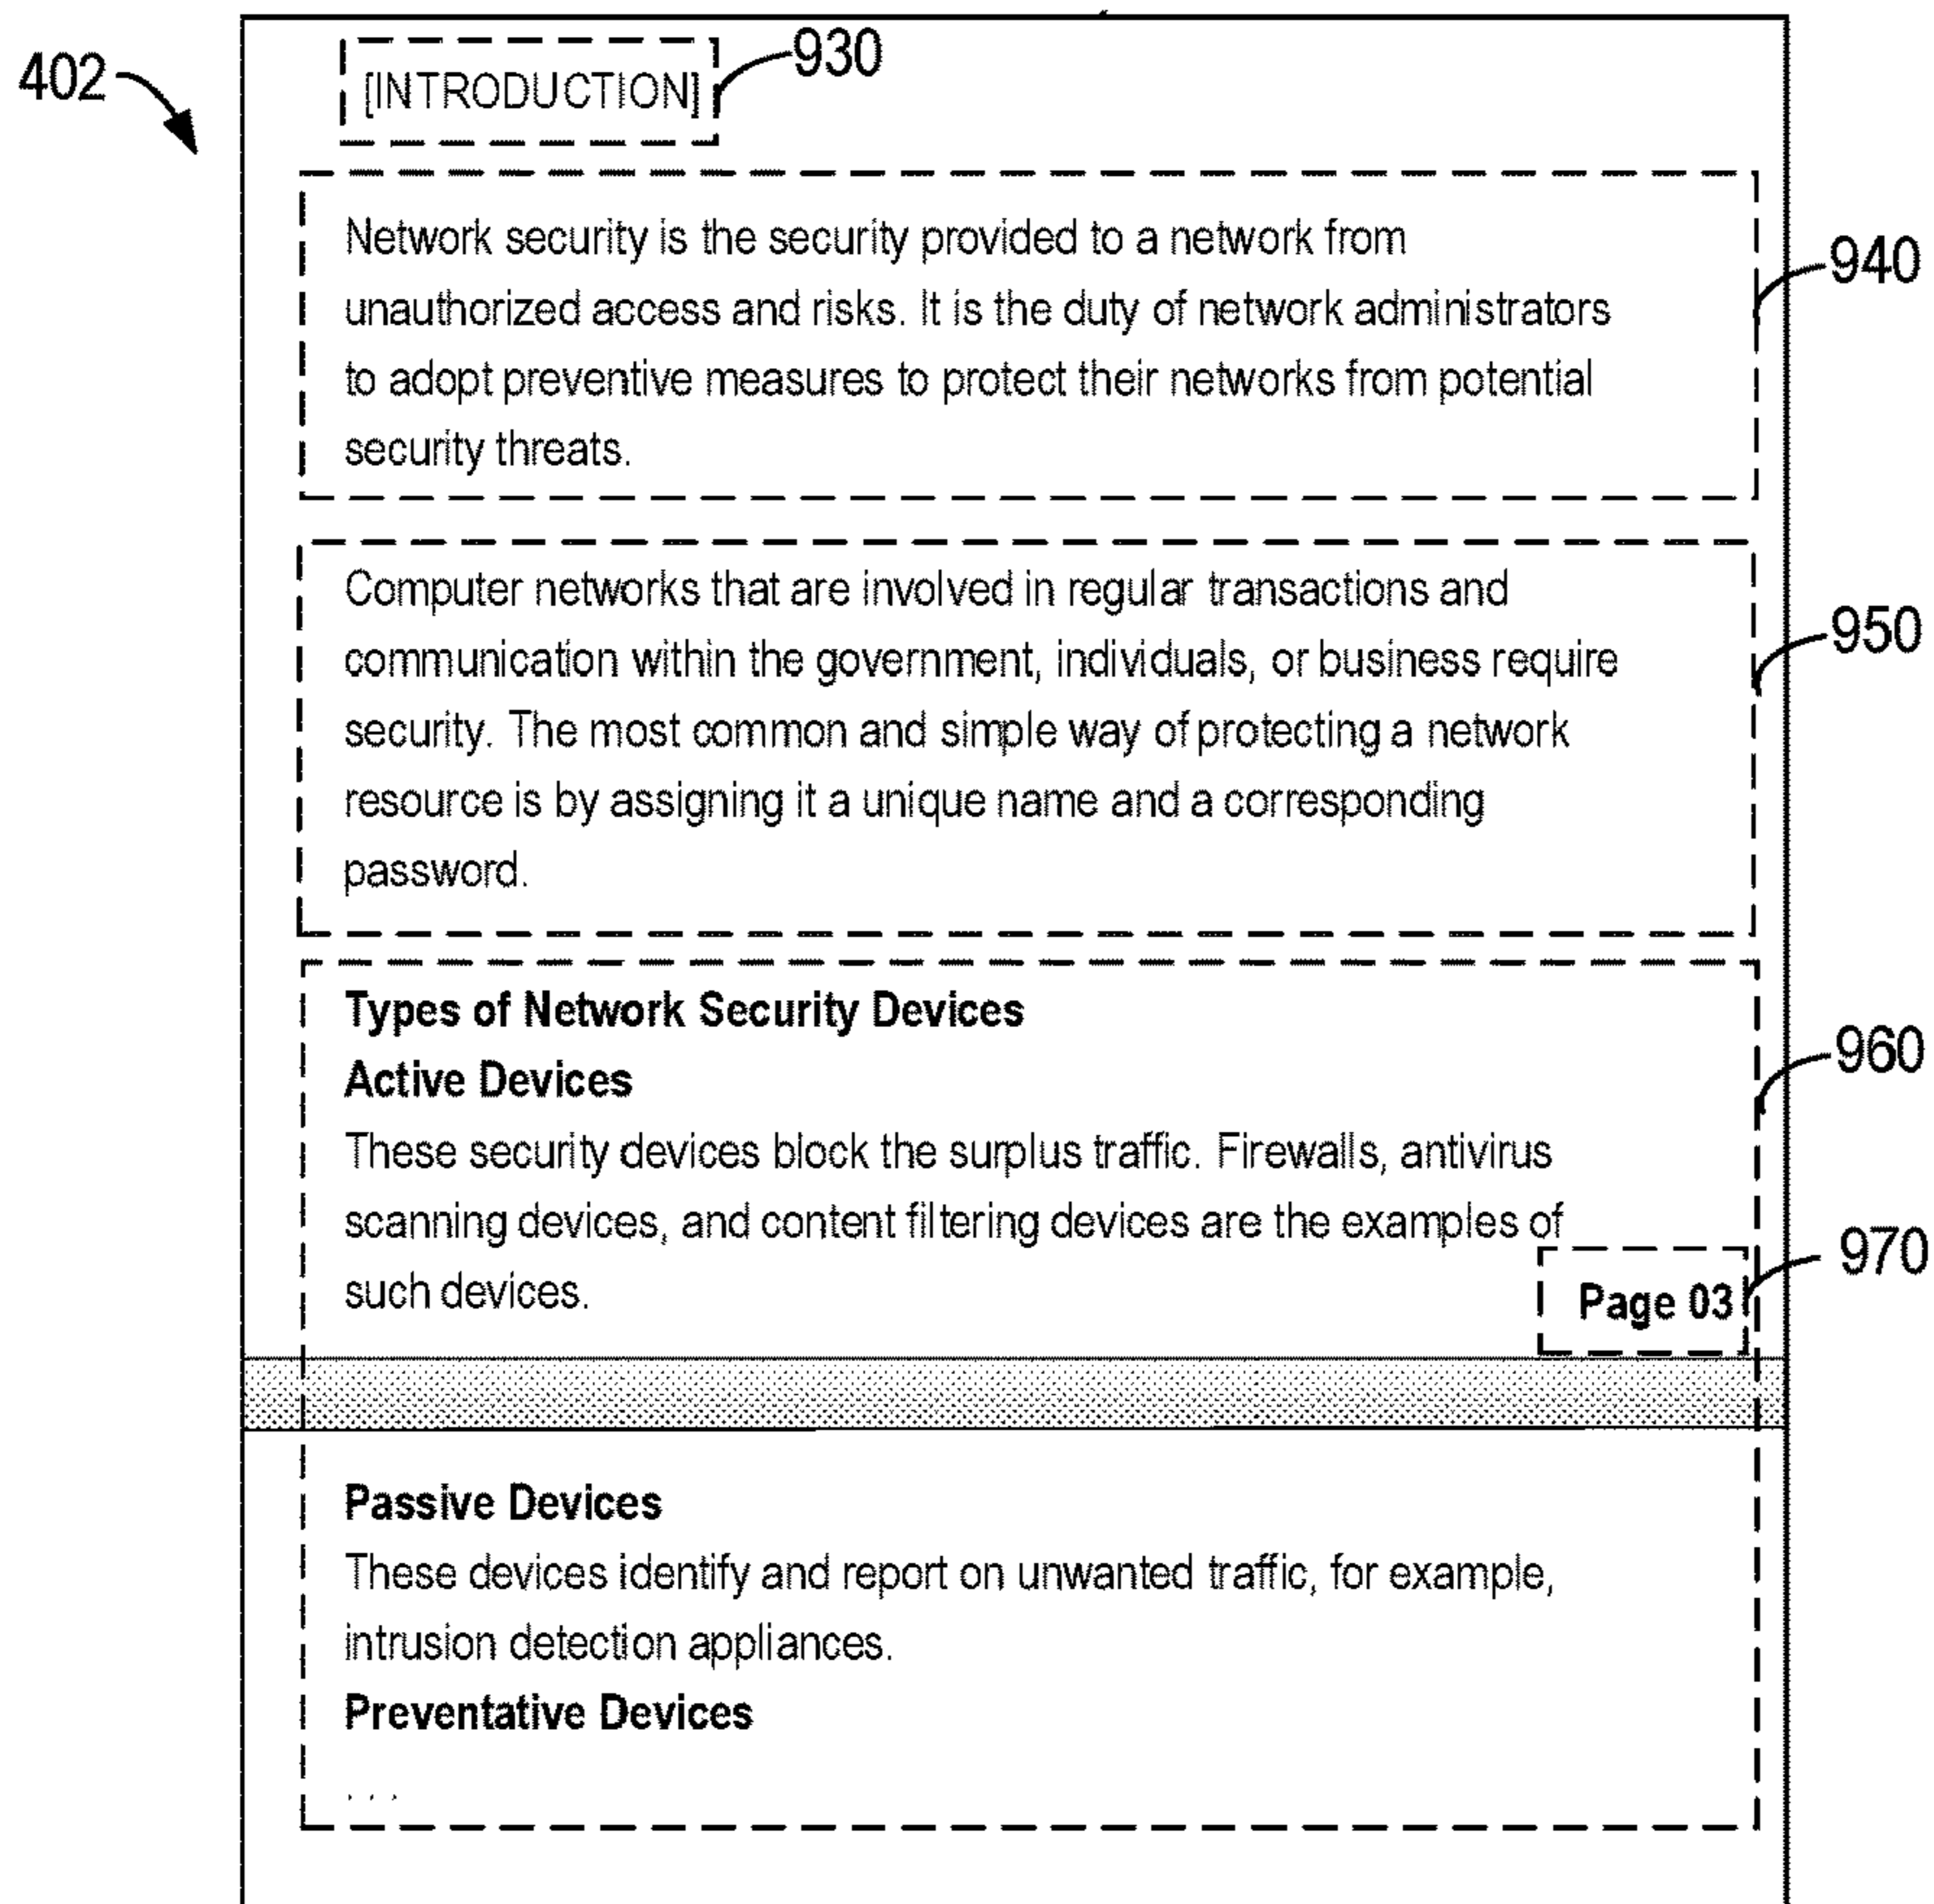 402
[INTRODUCTION]
930
Network security is the security provided to a network from
unauthorized access and risks. It is the duty of network administrators
to adopt preventive measures to protect their networks from potential
security threats.
940
Computer networks that are involved in regular transactions and
communication within the government, individuals, or business require
security. The most common and simple way of protecting a network
resource is by assigning it a unique name and a corresponding
password.
950
Types of Network Security Devices
Active Devices
These security devices block the surplus traffic. Firewalls, antivirus
scanning devices, and content filtering devices are the examples of
such devices.
960
Page 03
970
Passive Devices
These devices identify and report on unwanted traffic, for example,
intrusion detection appliances.
Preventative Devices
. . .